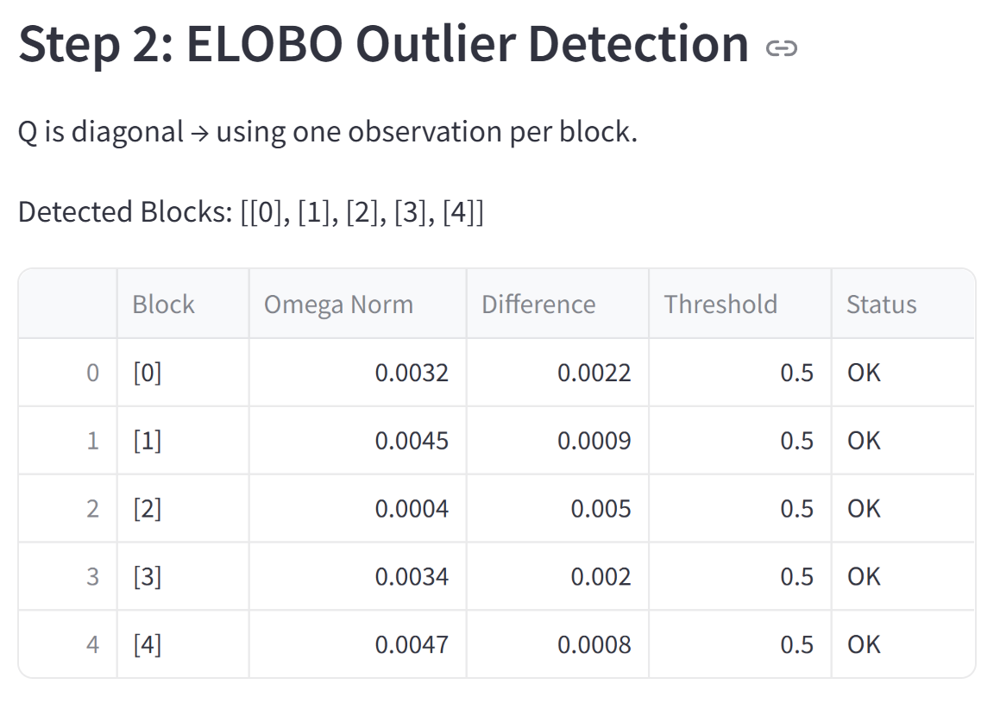 Step 2: ELOBO Outlier Detection
Q is diagonal → using one observation per block.
Detected Blocks: [[0], [1], [2], [3], [4]]
Block Omega Norm Difference Threshold Status
0 [0] 0.0032 0.0022 0.5 OK
1 [1] 0.0045 0.0009 0.5 OK
2 [2] 0.0004 0.005 0.5 OK
3 [3] 0.0034 0.002 0.5 OK
4 [4] 0.0047 0.0008 0.5 OK